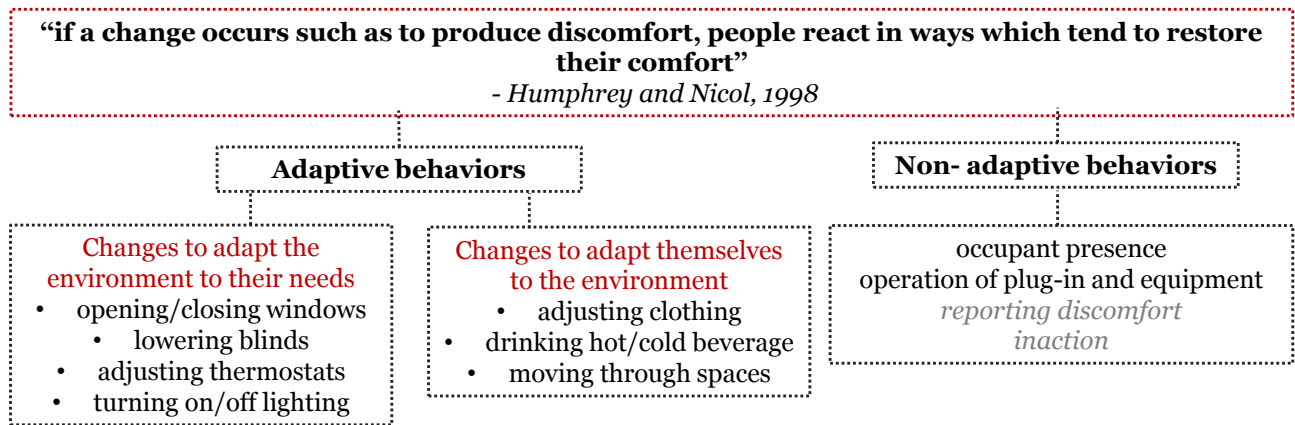 “if a change occurs such as to produce discomfort, people react in ways which tend to restore
their comfort”
- Humphrey and Nicol, 1998
Adaptive behaviors
Non- adaptive behaviors
Changes to adapt the
environment to their needs
• opening/closing windows
• lowering blinds
• adjusting thermostats
• turning on/off lighting
Changes to adapt themselves
to the environment
• adjusting clothing
• drinking hot/cold beverage
• moving through spaces
occupant presence
operation of plug-in and equipment
reporting discomfort
inaction